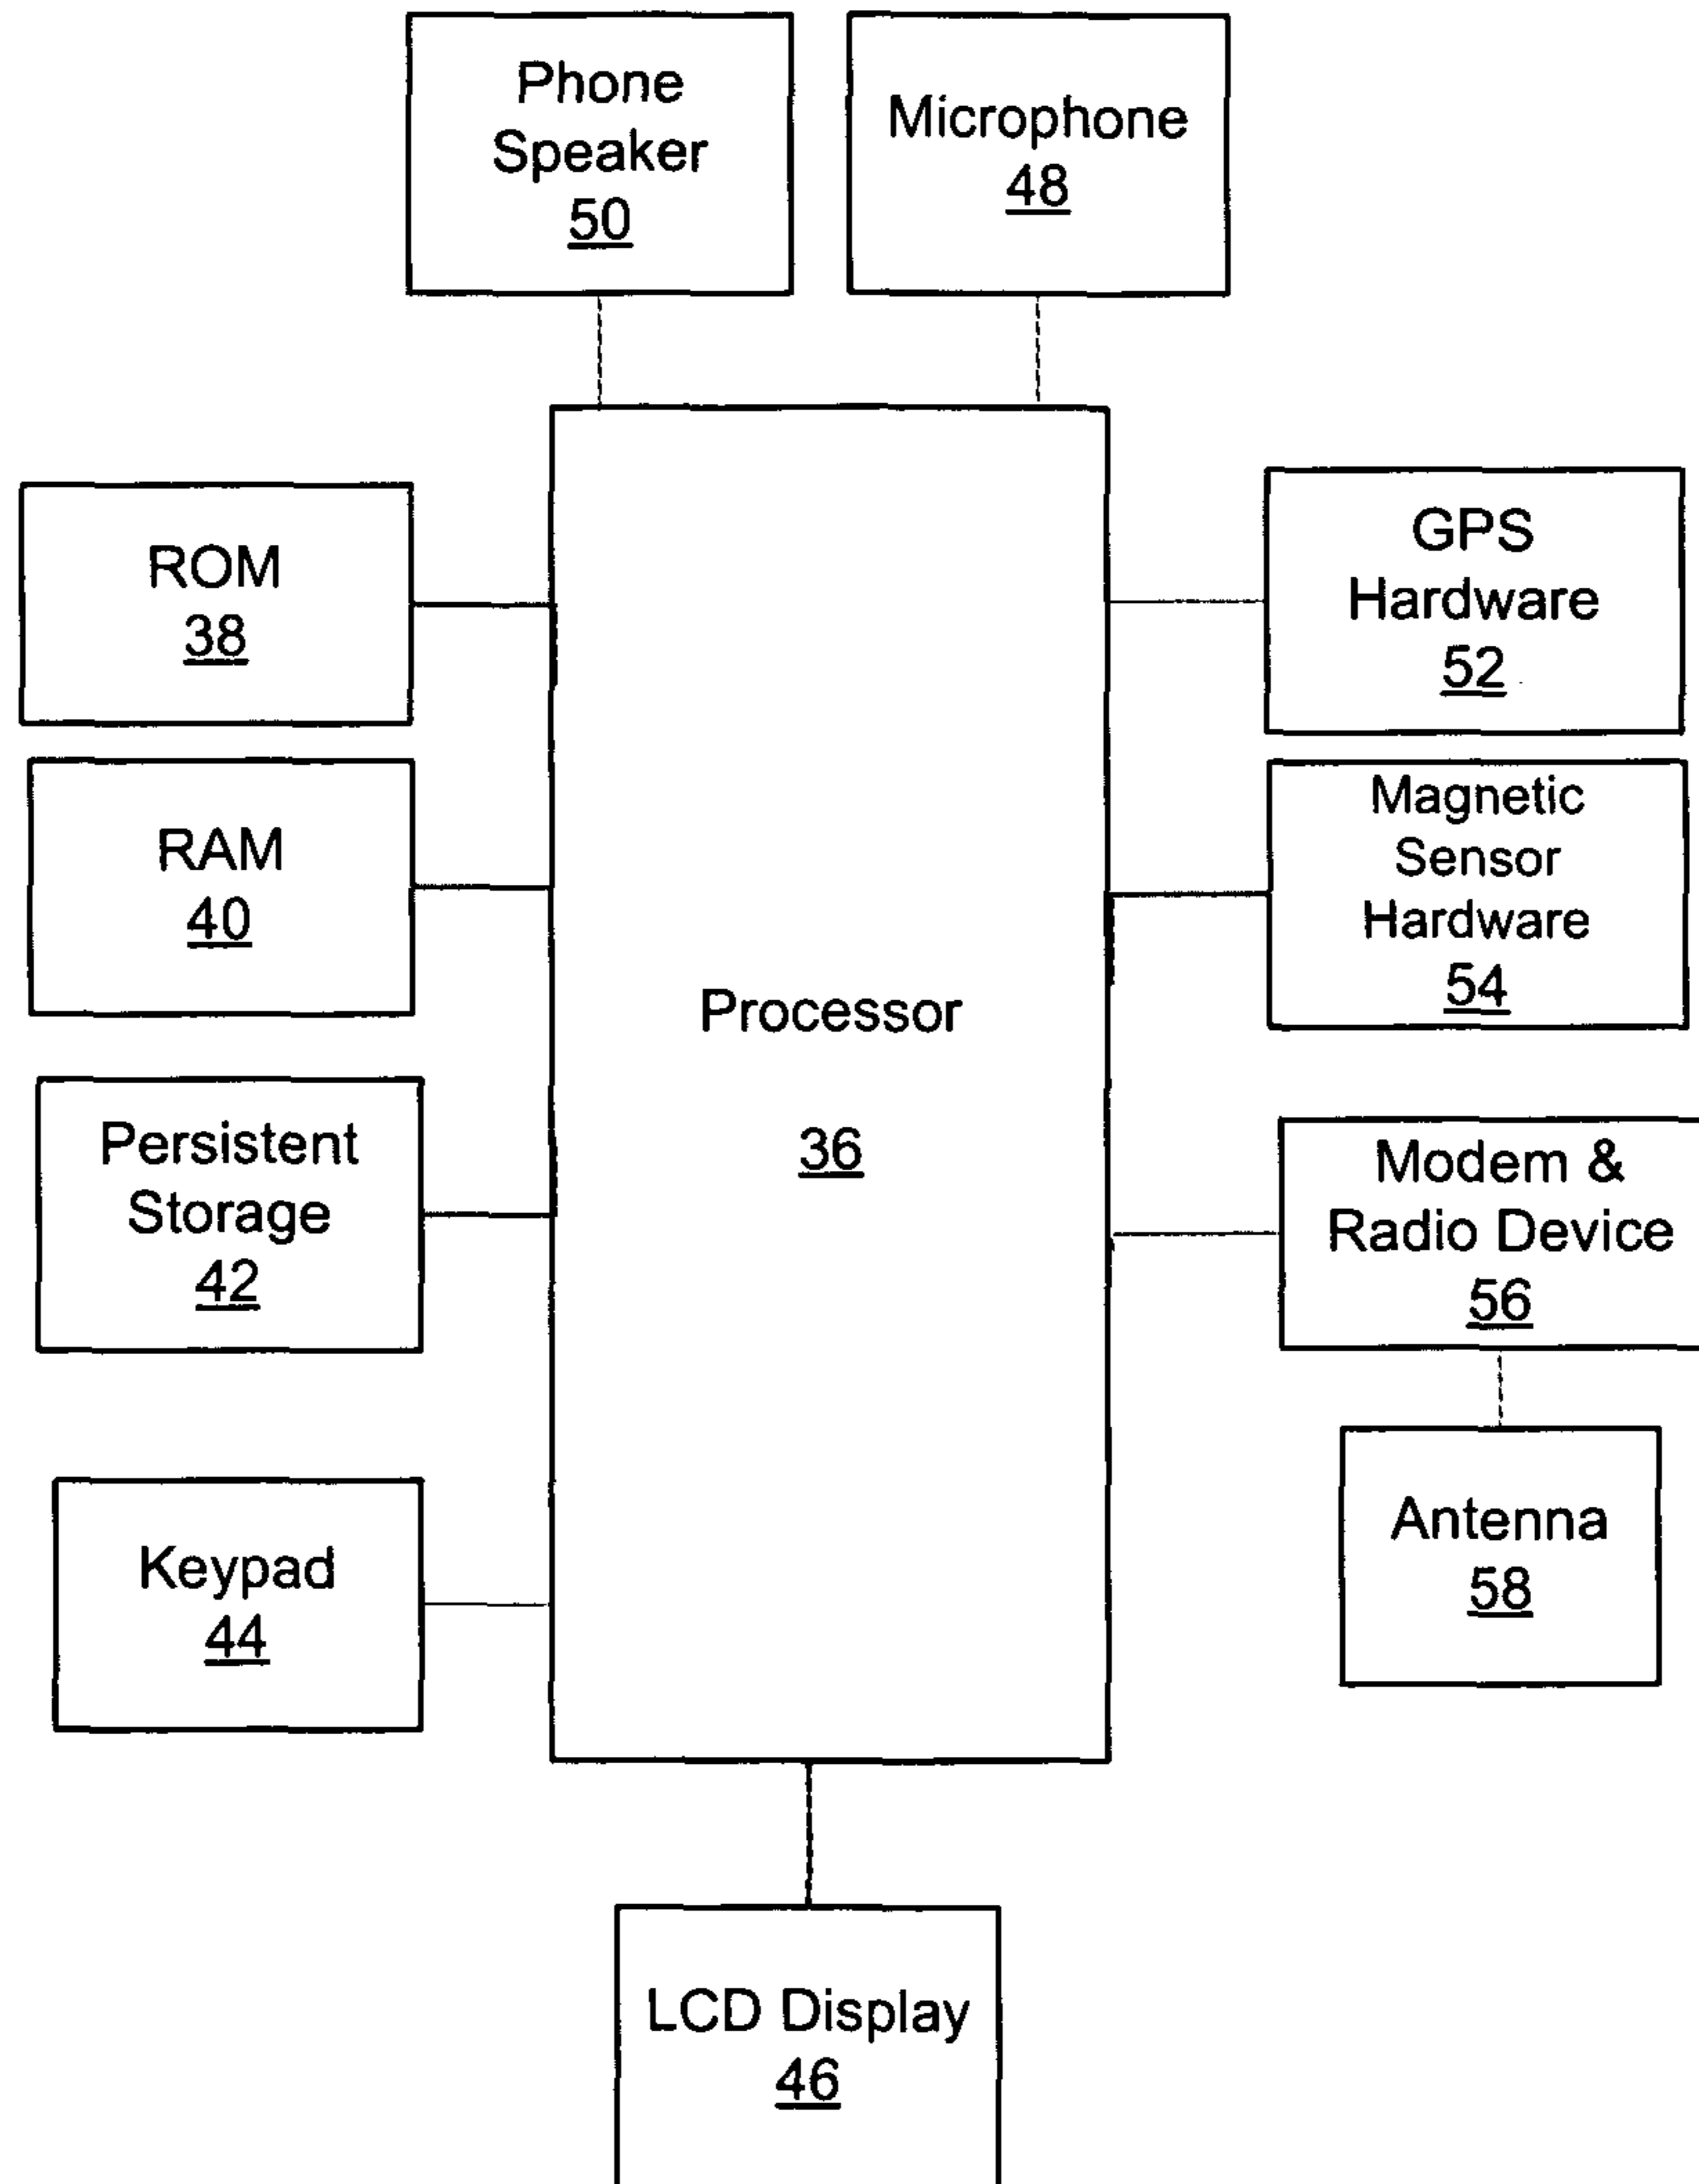 Phone
Speaker
50
Microphone
48
ROM
38
GPS
Hardware
52
RAM
40
Magnetic
Sensor
Hardware
54
Processor
36
Persistent
Storage
42
Modem &
Radio Device
56
Keypad
44
Antenna
58
LCD Display
46